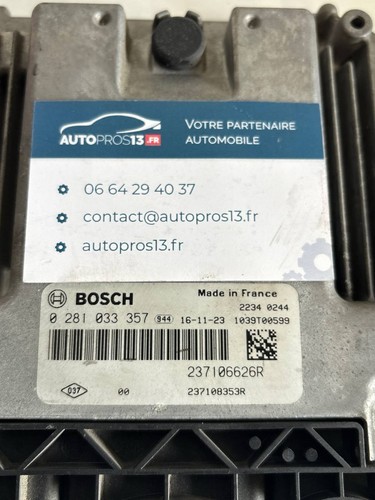 AUTOPROS13.FR
VOTRE PARTENAIRE
AUTOMOBILE
06 64 29 40 37
contact@autopros13.fr
autopros13.fr
BOSCH
Made in France
2234 0244
0 281 033 357 944 16-11-23 1039T00599
237106626R
037 00 237108353R